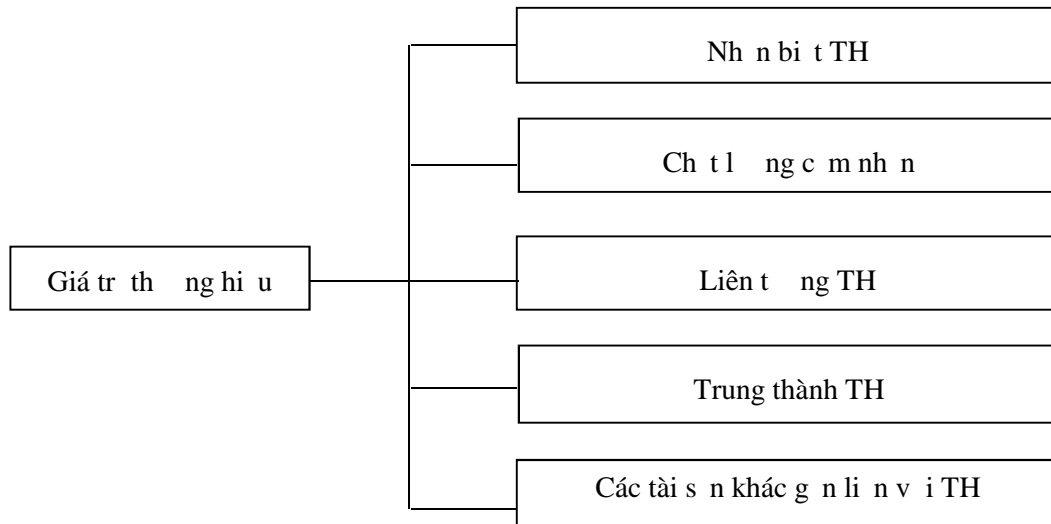 Nh n bi t TH
Ch t l ng c m nh n
Giá tr th ng hi u
Liên t ng TH
Trung thành TH
Các tài s n khác g n li n v i TH